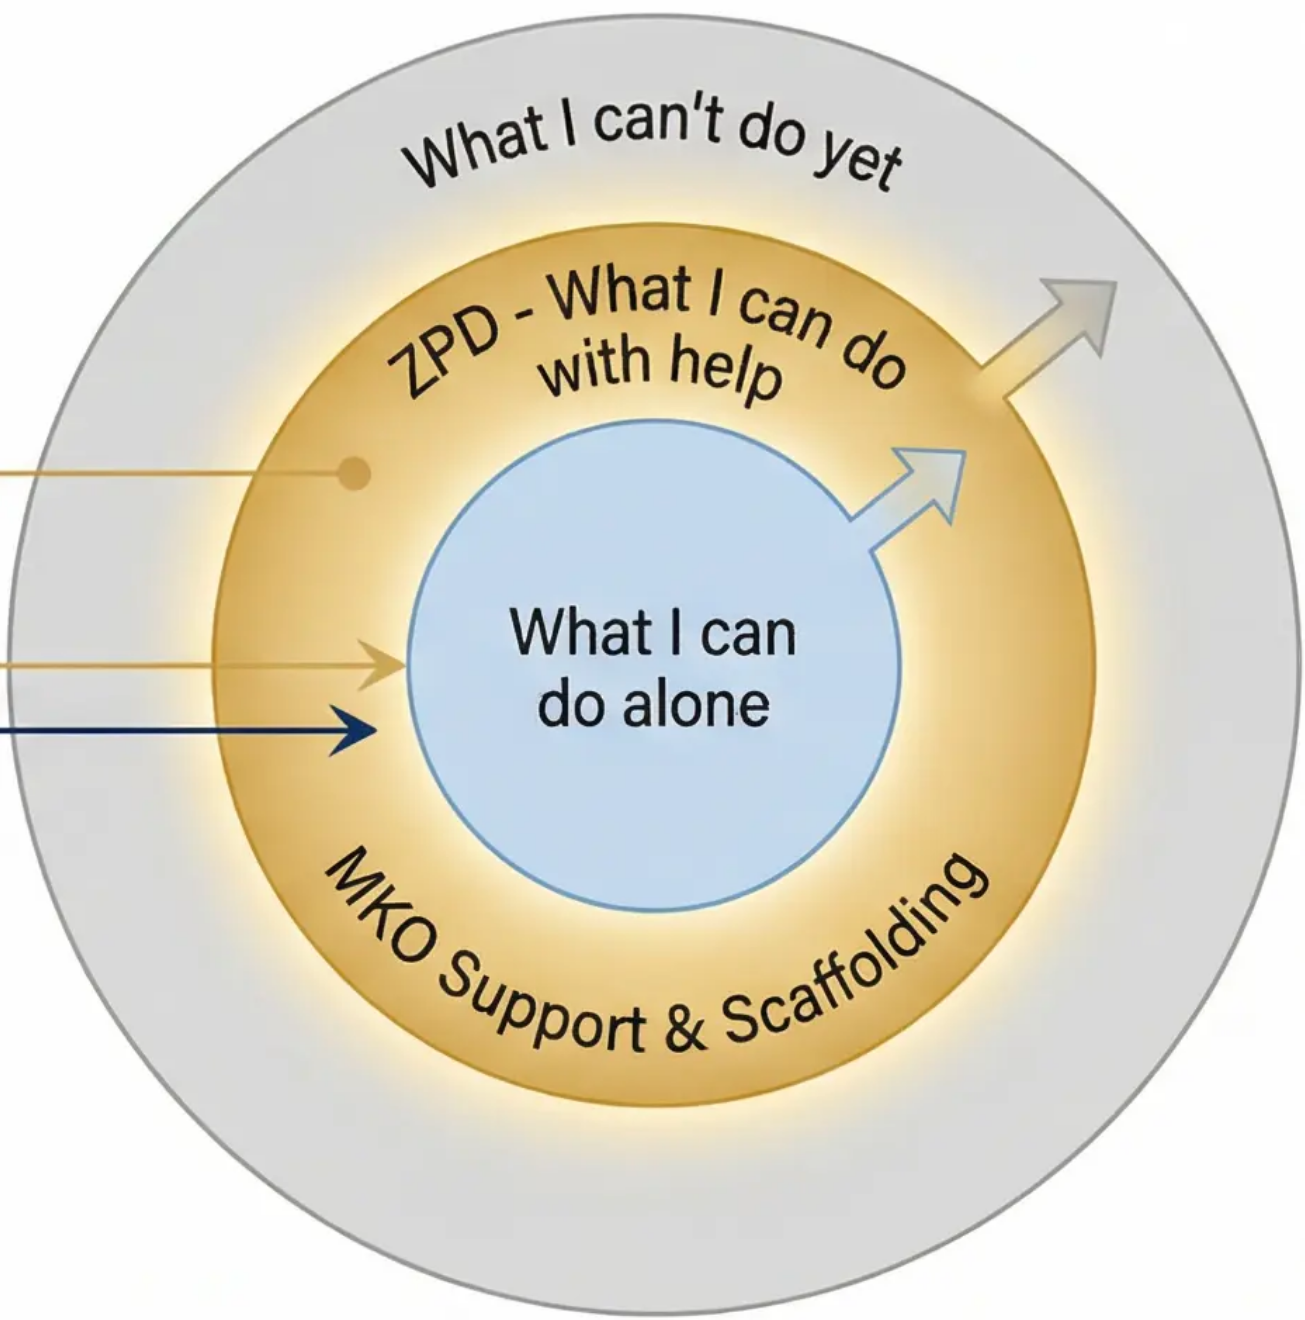 What I can't do yet
ZPD - What I can do
with help
What I can
do alone
MKO Support & Scaffolding